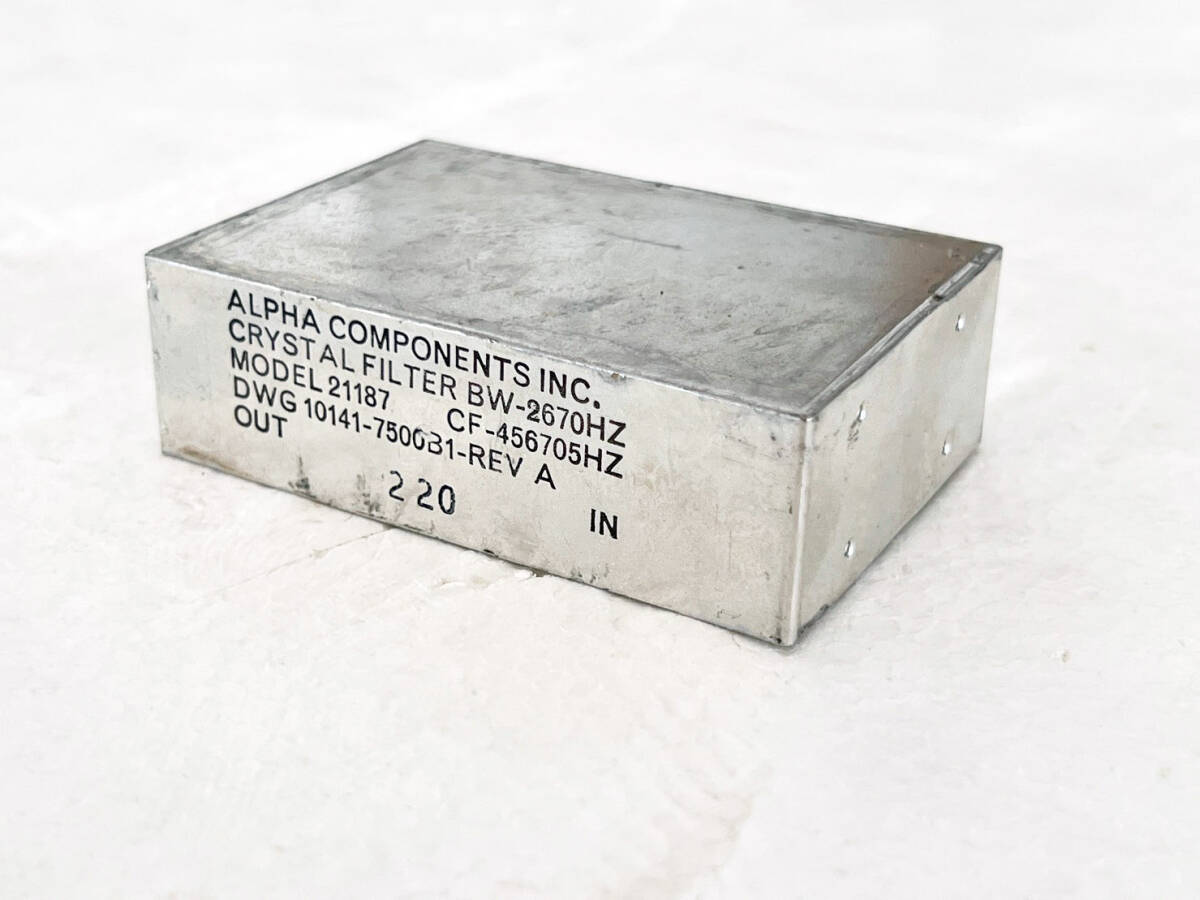 ALPHA COMPONENTS INC.
CRYSTAL FILTER BW-2670HZ
MODEL 21187 CF-456705HZ
DWG 10141-7500B1-REV A
OUT
220
IN